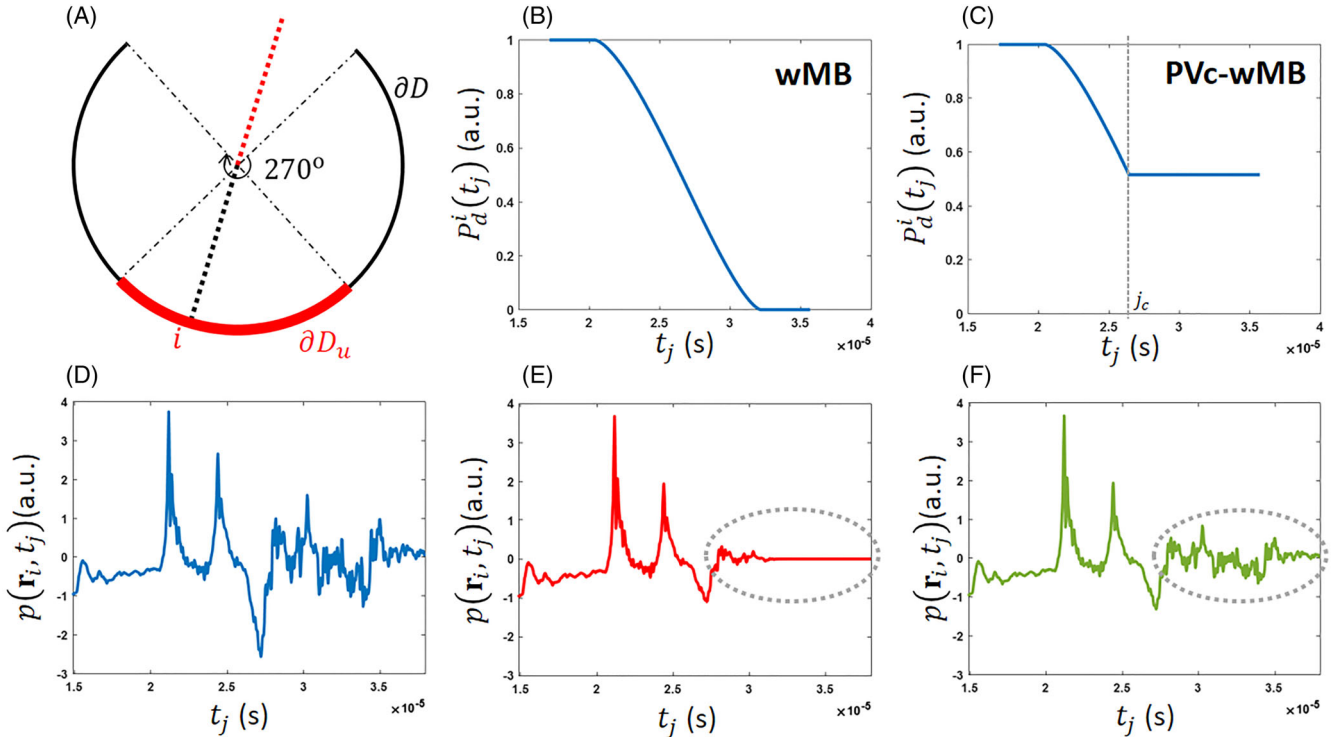 (A)
∂D
270°
i
∂D_u
(B)
wMB
P_d^i(t_j) (a.u.)
1
0.8
0.6
0.4
0.2
0
1.5 2 2.5 3 3.5 4
×10⁻⁵
t_j (s)
(C)
PVc-wMB
P_d^i(t_j) (a.u.)
1
0.8
0.6
0.4
0.2
0
j_c
1.5 2 2.5 3 3.5 4
×10⁻⁵
t_j (s)
(D)
p(r_i, t_j)(a.u.)
4
3
2
1
0
-1
-2
-3
1.5 2 2.5 3 3.5
×10⁻⁵
t_j (s)
(E)
p(r_i, t_j)(a.u.)
4
3
2
1
0
-1
-2
-3
1.5 2 2.5 3 3.5
×10⁻⁵
t_j (s)
(F)
p(r_i, t_j)(a.u.)
4
3
2
1
0
-1
-2
-3
1.5 2 2.5 3 3.5
×10⁻⁵
t_j (s)